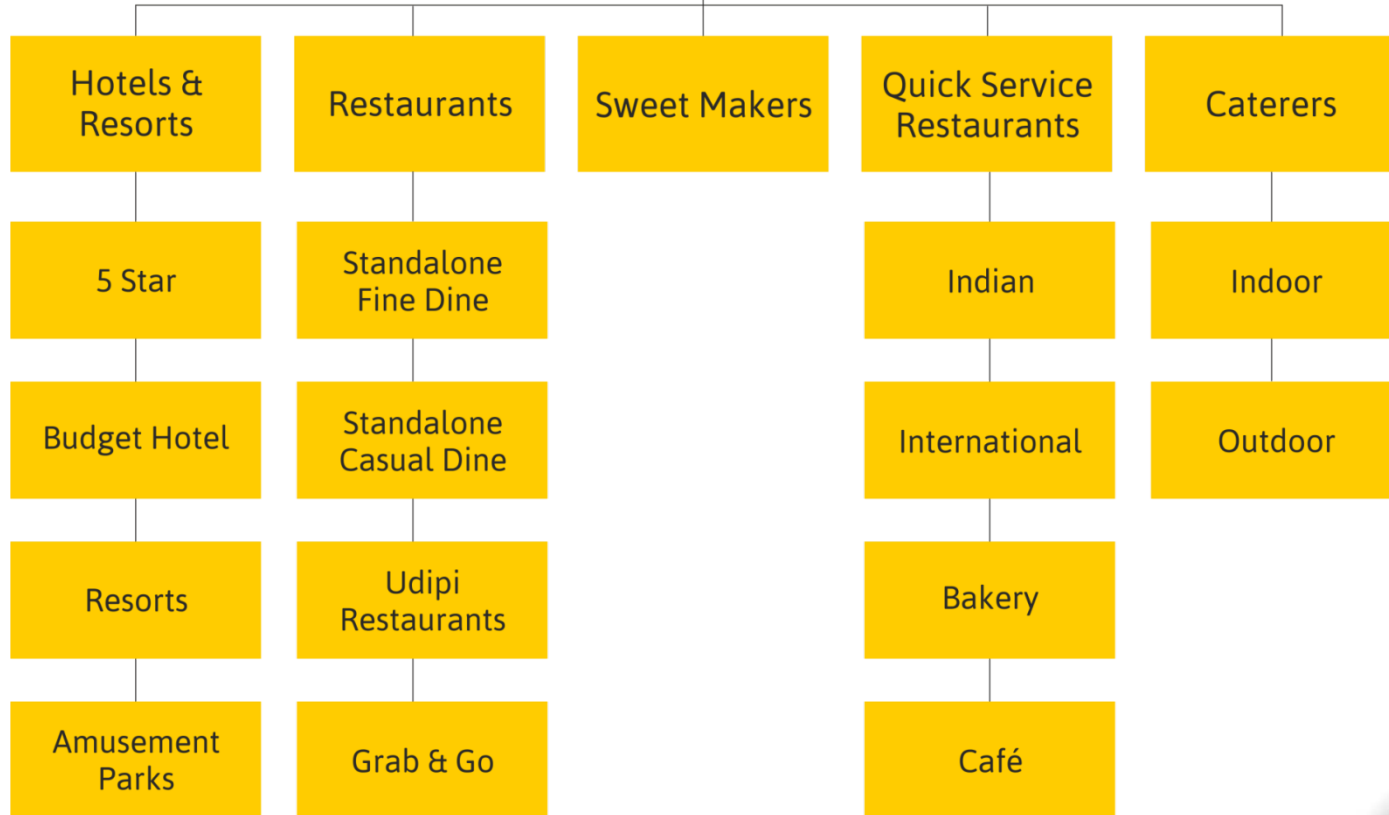 Hotels &
Resorts
Restaurants
Sweet Makers
Quick Service
Restaurants
Caterers
5 Star
Standalone
Fine Dine
Indian
Indoor
Budget Hotel
Standalone
Casual Dine
International
Outdoor
Resorts
Udipi
Restaurants
Bakery
Amusement
Parks
Grab & Go
Café